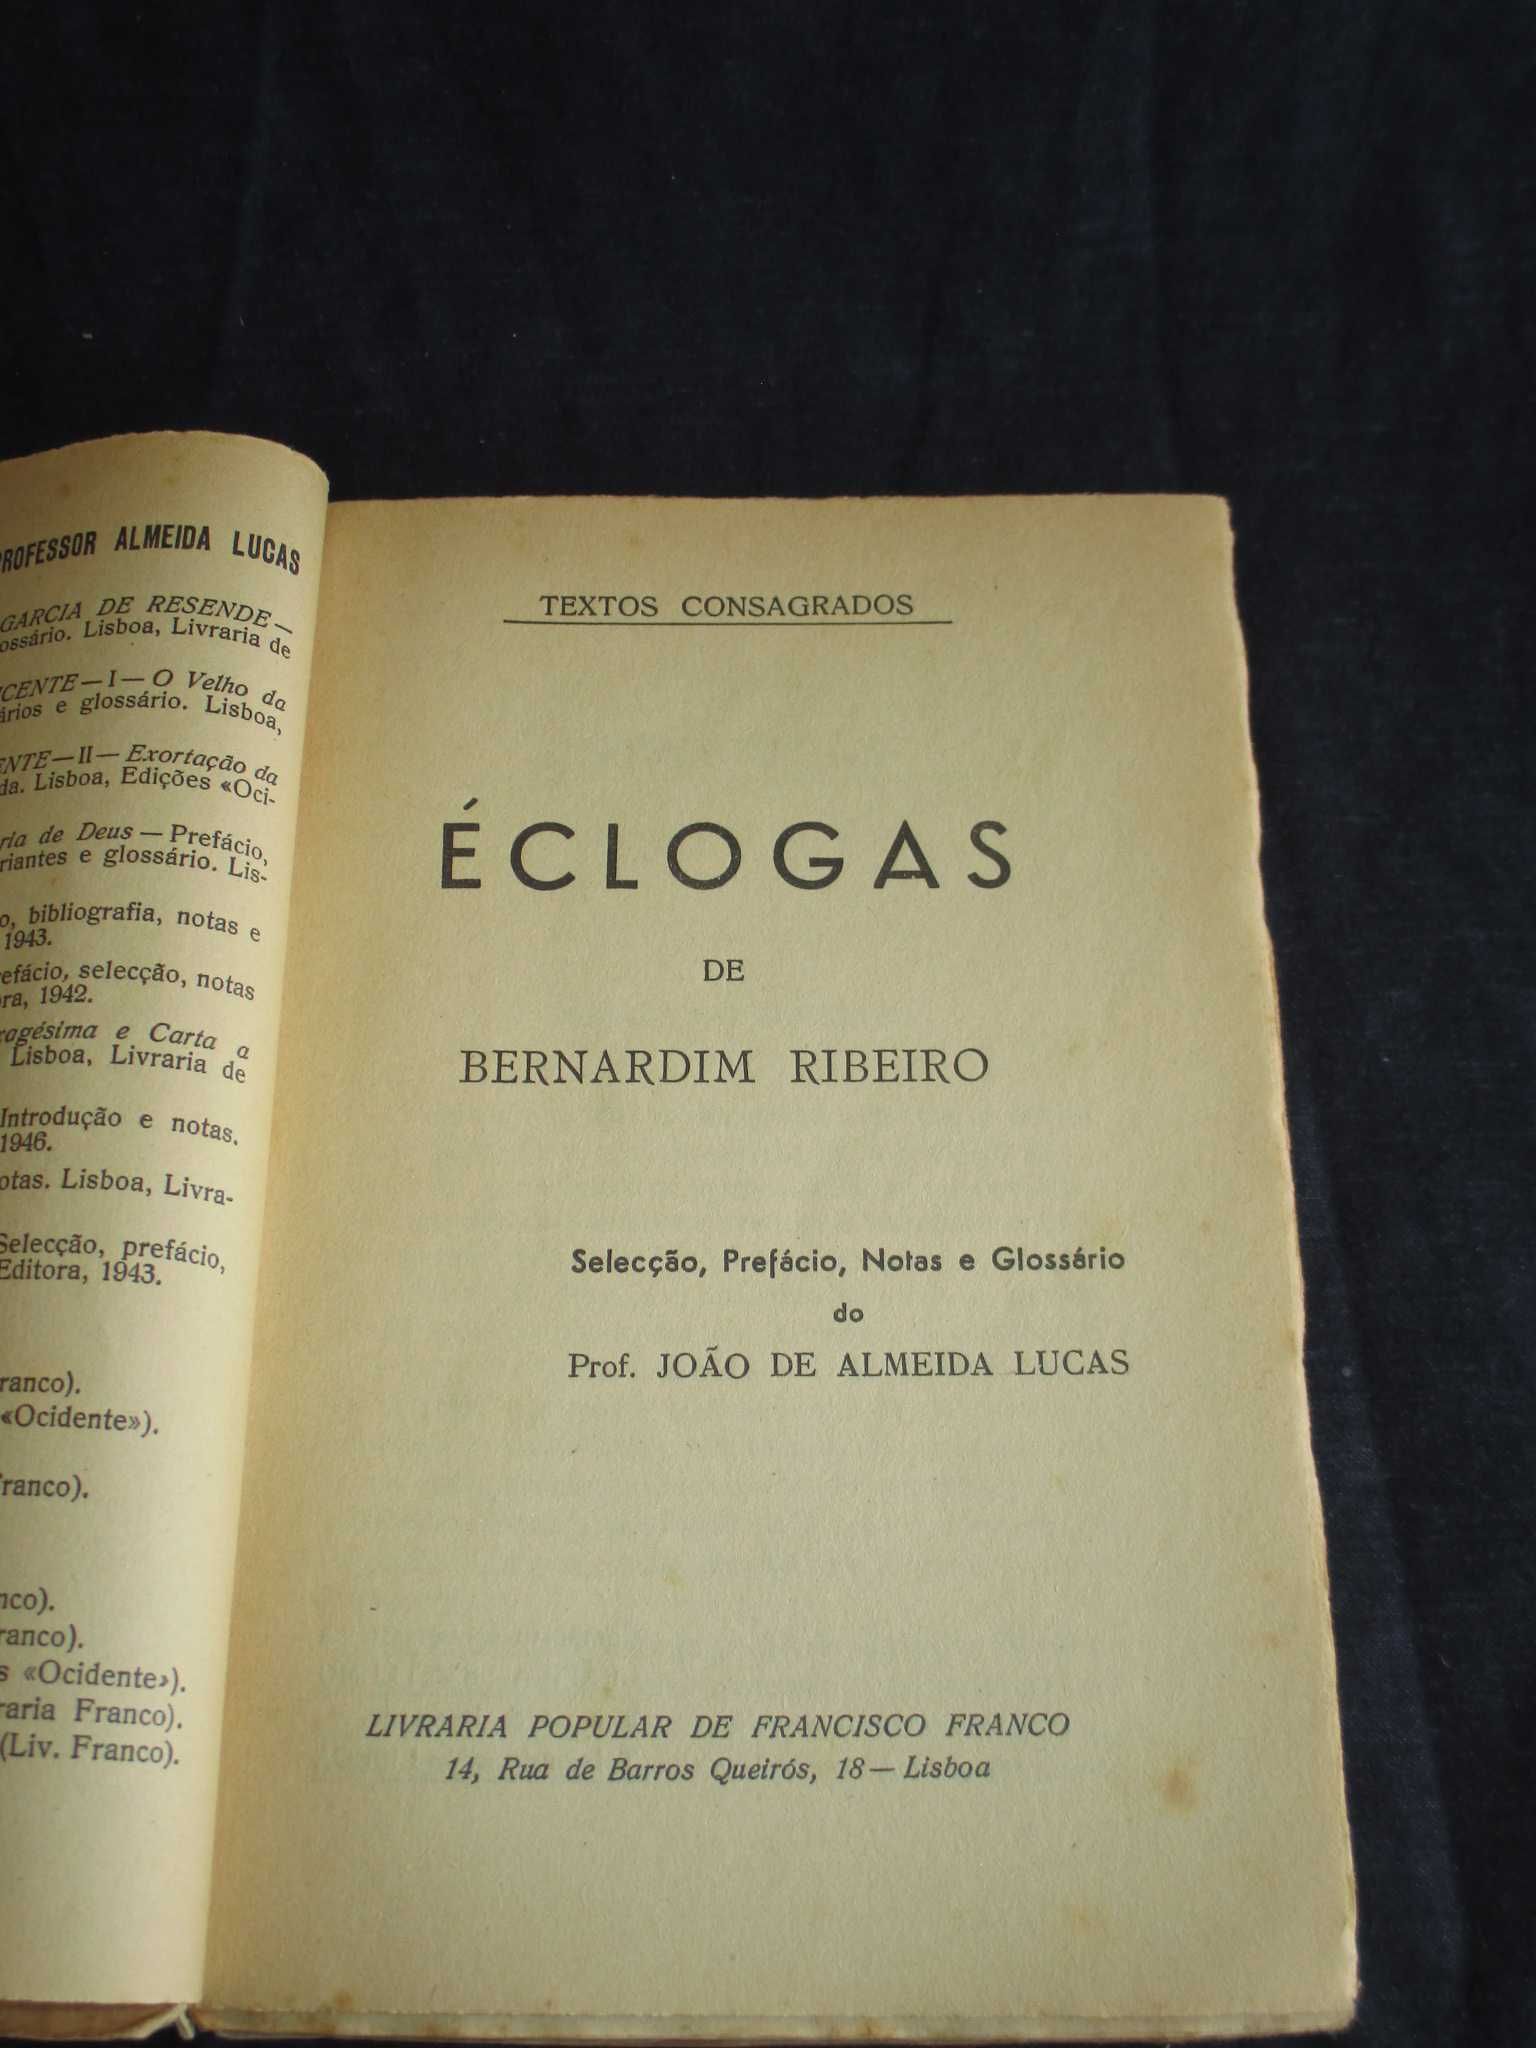 PROFESSOR ALMEIDA LUCAS
GARCIA DE RESENDE —
ossário. Lisboa, Livraria de
CENTE — I — O Velho da
ários e glossário. Lisboa,
ENTE — II — Exortação da
da. Lisboa, Edições «Oci-
ria de Deus — Prefácio,
riantes e glossário. Lis-
o, bibliografia, notas e
1943.
efácio, selecção, notas
ra, 1942.
ragésima e Carta a
Lisboa, Livraria de
Introdução e notas.
1946.
otas. Lisboa, Livra-
Selecção, prefácio,
Editora, 1943.
ranco).
«Ocidente»).
ranco).
nco).
ranco).
s «Ocidente»).
raria Franco).
(Liv. Franco).
TEXTOS CONSAGRADOS
ÉCLOGAS
DE
BERNARDIM RIBEIRO
Selecção, Prefácio, Notas e Glossário
do
Prof. JOÃO DE ALMEIDA LUCAS
LIVRARIA POPULAR DE FRANCISCO FRANCO
14, Rua de Barros Queirós, 18 — Lisboa